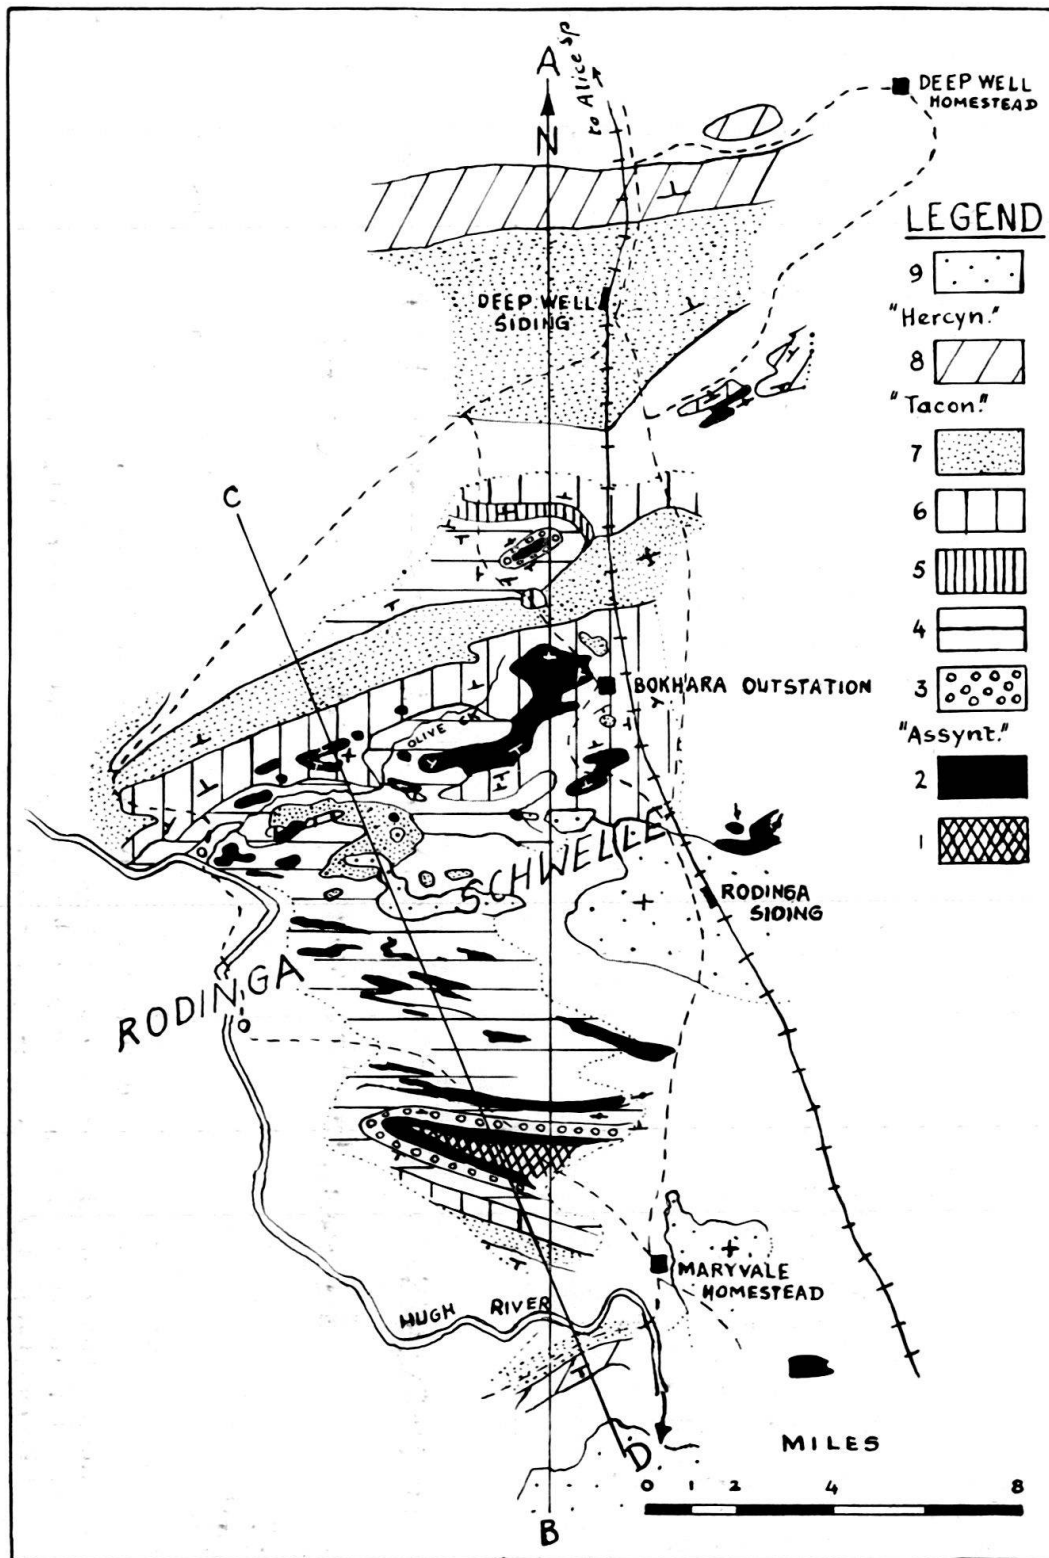 A
to Alice Sp
N
DEEP WELL
HOMESTEAD
LEGEND
9
"Hercyn."
8
"Tacon."
7
6
5
4
3
"Assynt."
2
1
DEEP WELL
SIDING
C
BOKHARA OUTSTATION
OLIVE
SCHWELLE
RODINGA
SIDING
RODINGA
MARYVALE
HOMESTEAD
HUGH RIVER
D
B
MILES
0 1 2 4 8